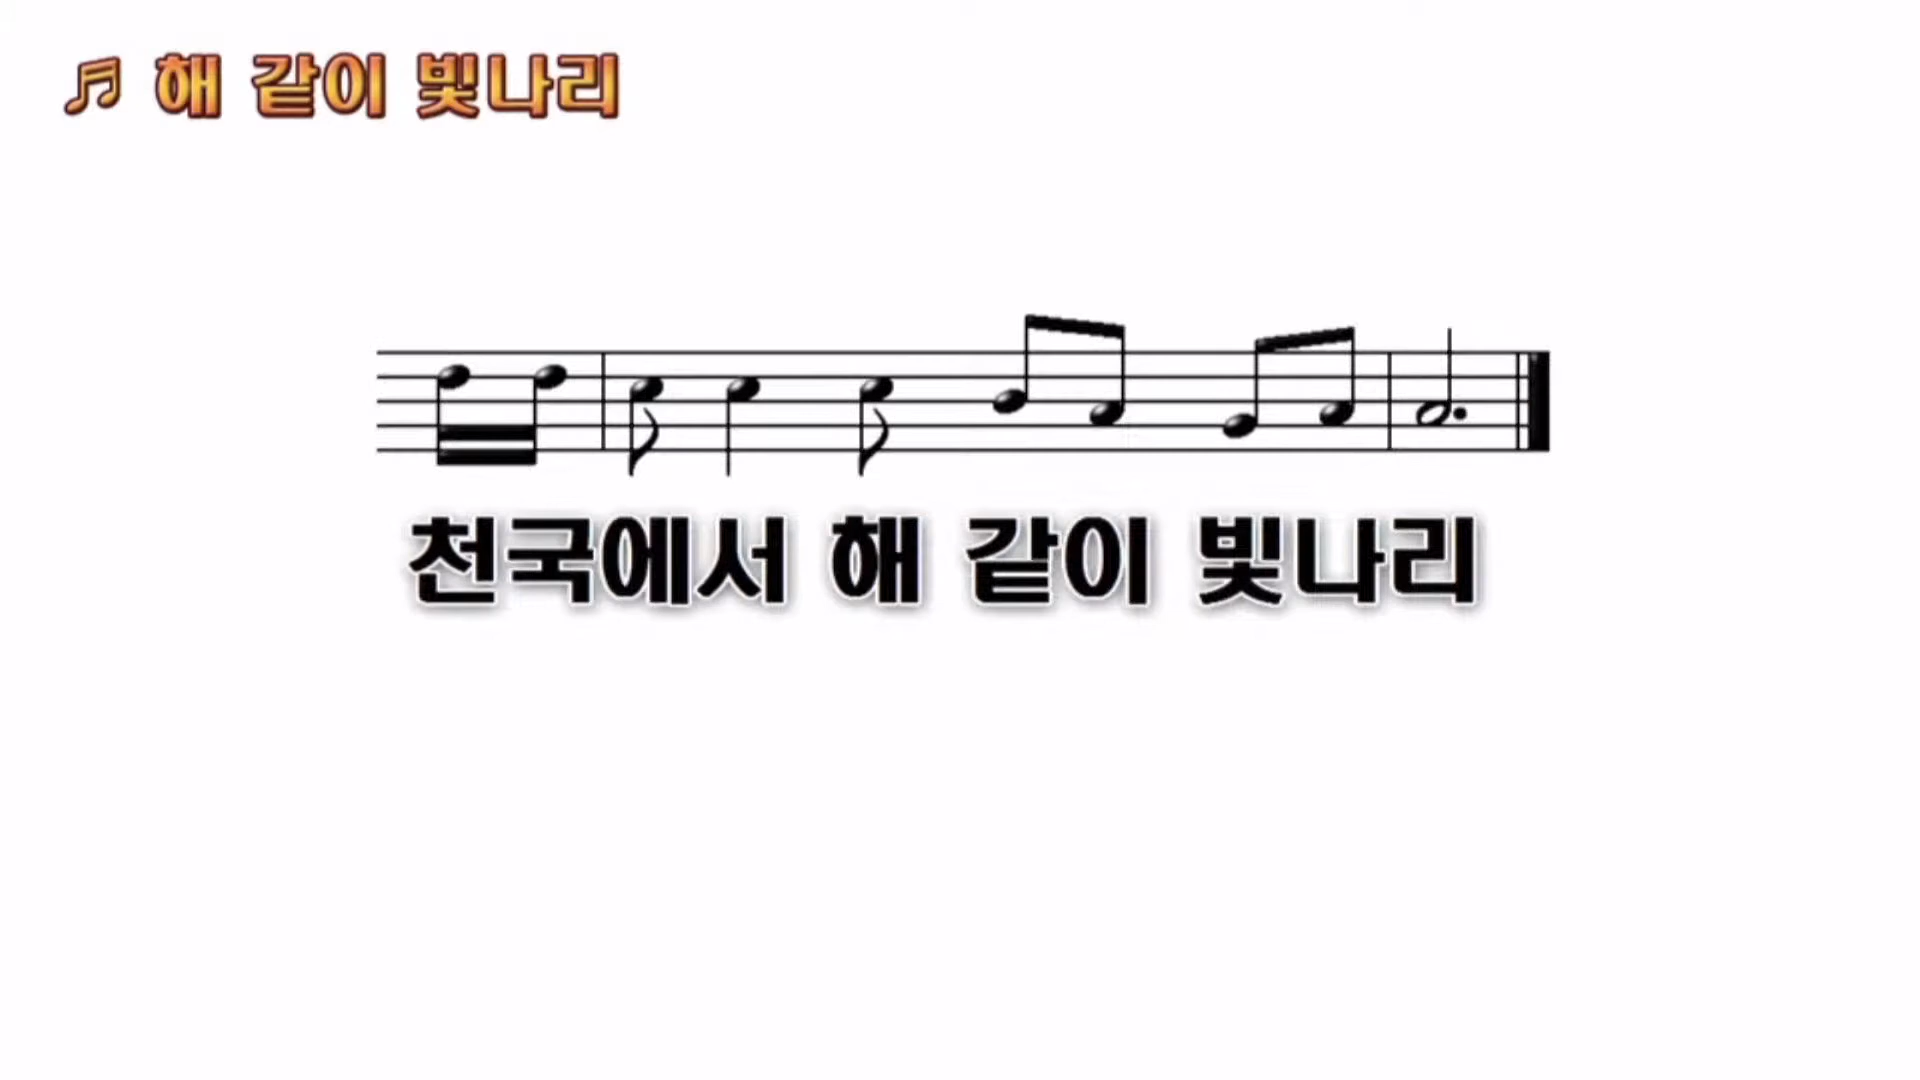 ♬ 해 같이 빛나리
천국에서 해 같이 빛나리